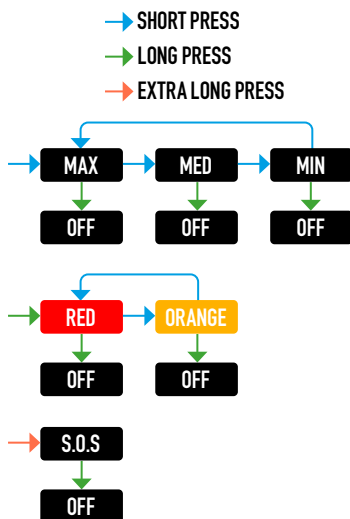 SHORT PRESS
LONG PRESS
EXTRA LONG PRESS
MAX MED MIN
OFF OFF OFF
RED ORANGE
OFF OFF
S.O.S
OFF